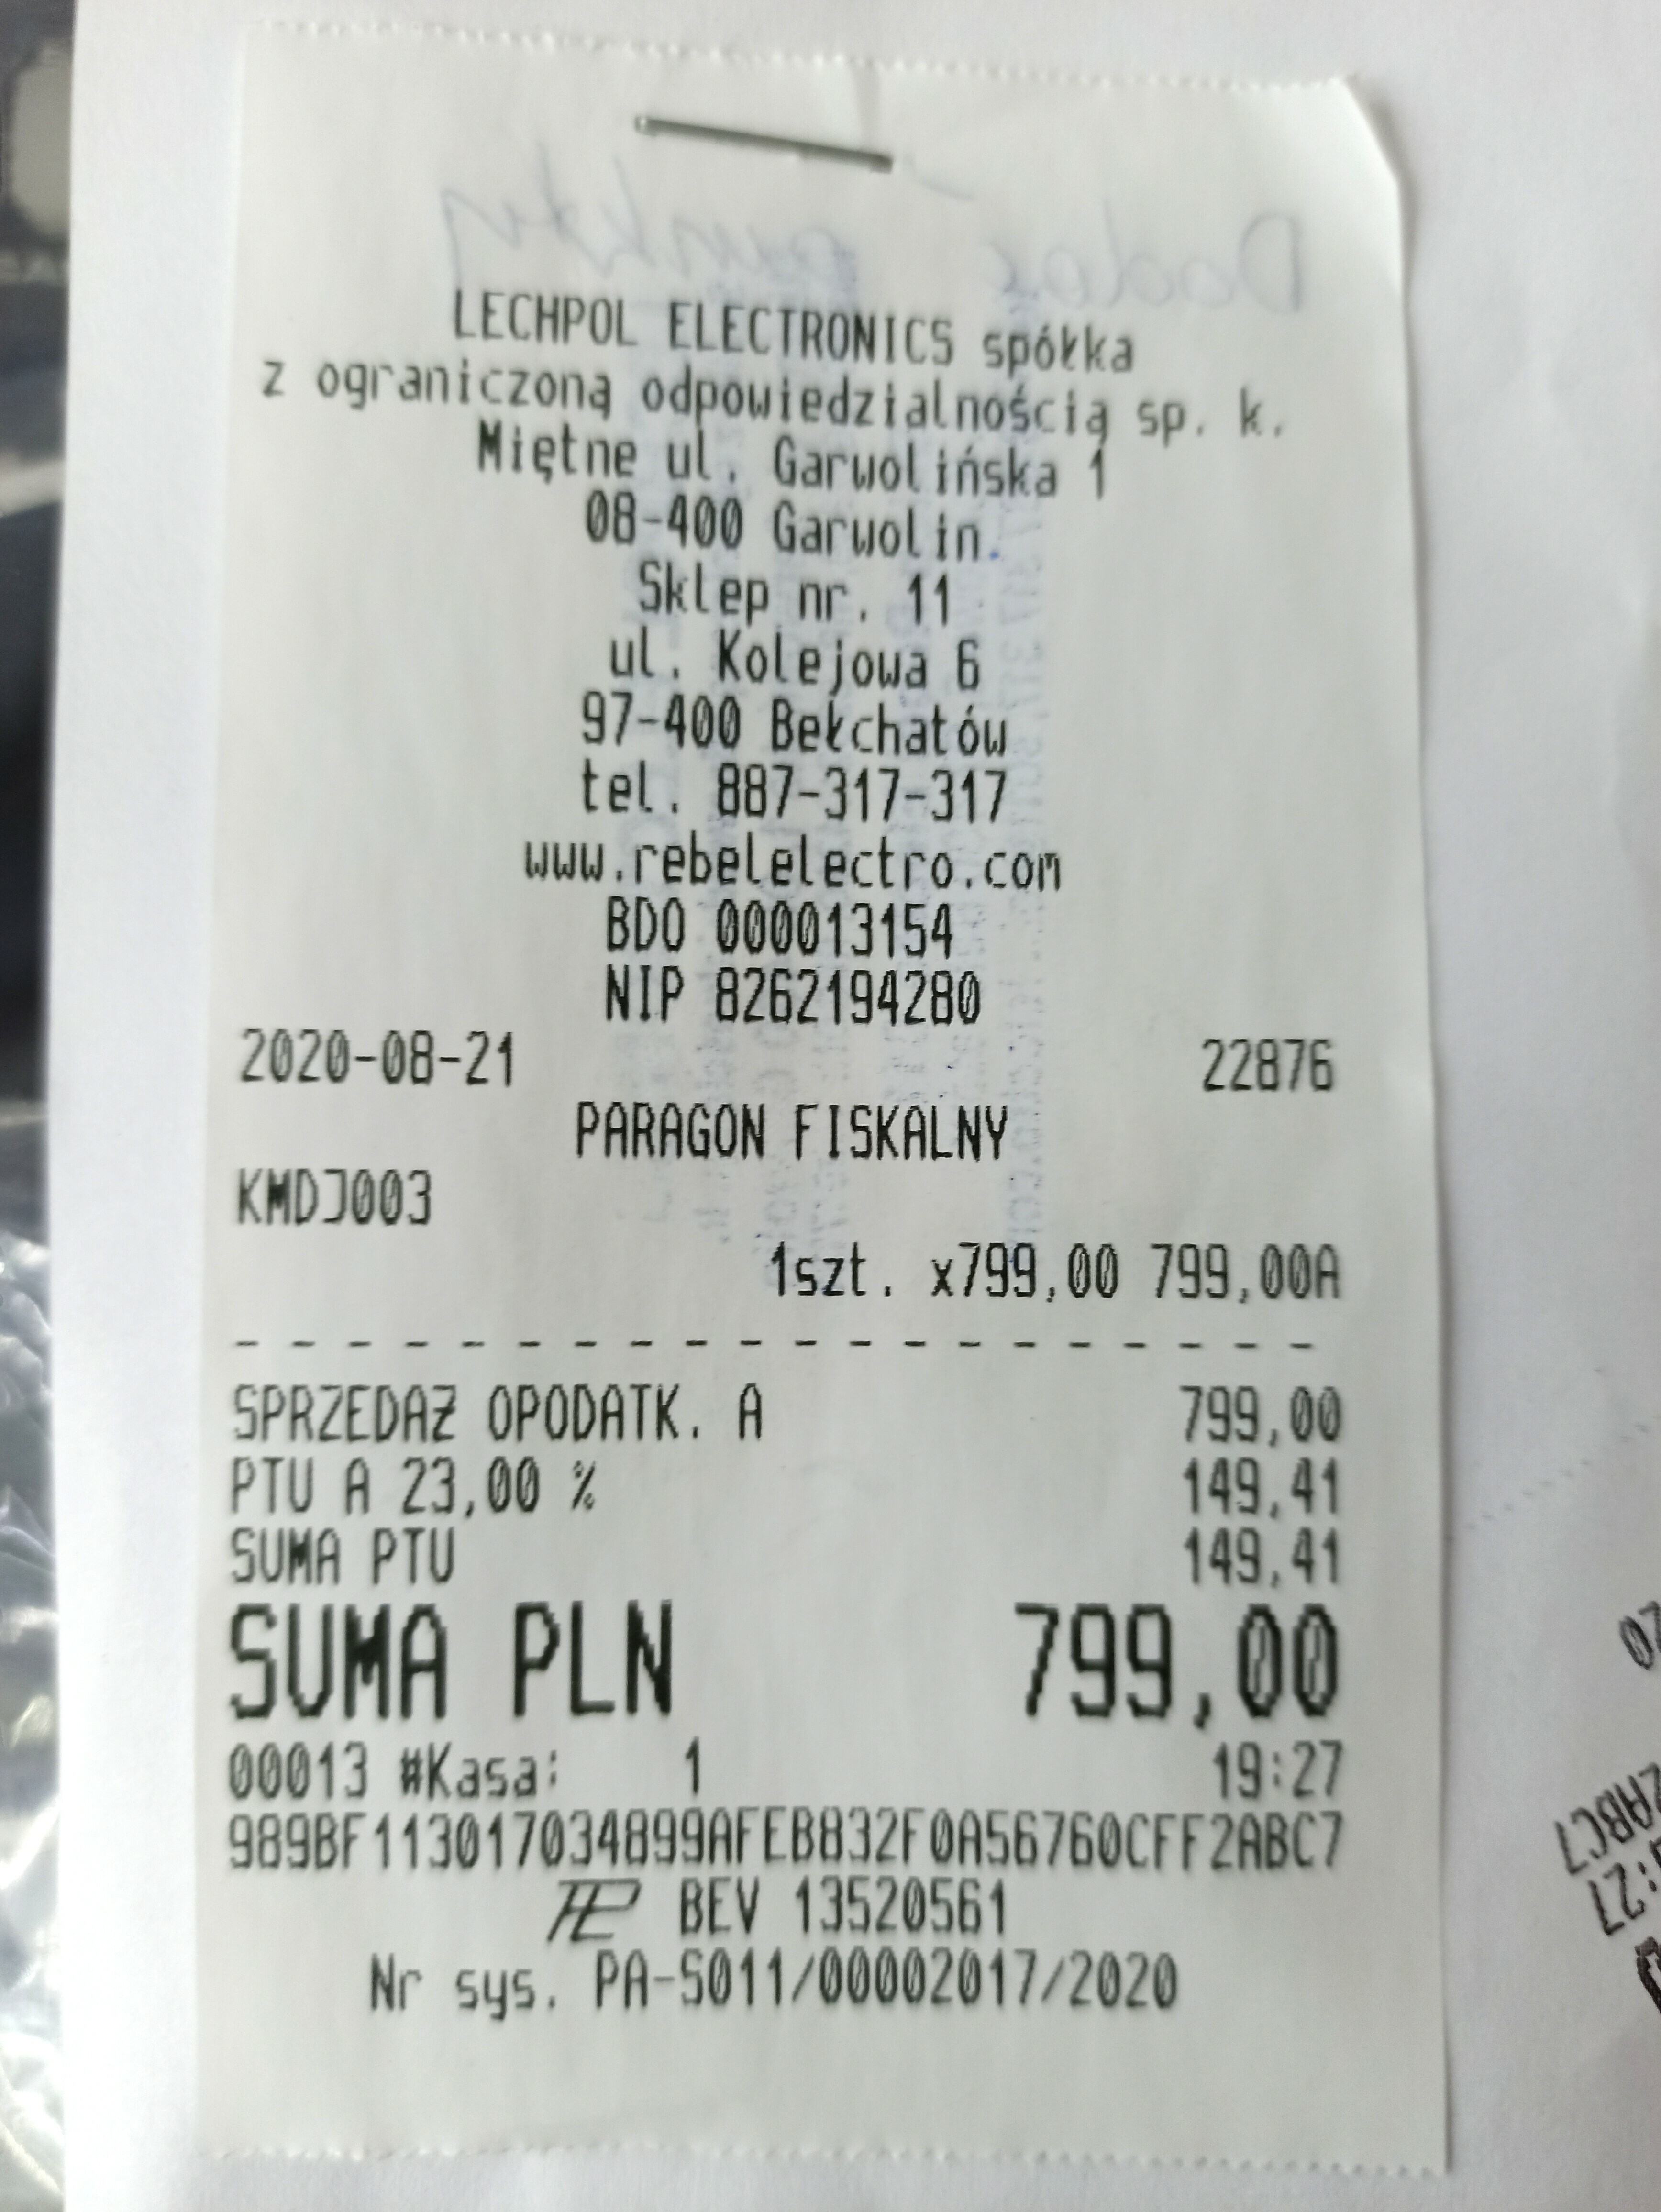 LECHPOL ELECTRONICS spółka
z ograniczoną odpowiedzialnością sp. k.
Miętne ul. Garwolińska 1
08-400 Garwolin.
Sklep nr. 11
ul. Kolejowa 6
97-400 Bełchatów
tel. 887-317-317
www.rebelelectro.com
BDO 000013154
NIP 8262194280
2020-08-21 22876
PARAGON FISKALNY
KMDJ003
1szt. x799,00 799,00A
SPRZEDAŻ OPODATK. A 799,00
PTU A 23,00 % 149,41
SUMA PTU 149,41
SUMA PLN 799,00
00013 #Kasa: 1 19:27
989BF113017034899AFEB832F0A56760CFF2ABC7
BEV 13520561
Nr sys. PA-S011/00002017/2020